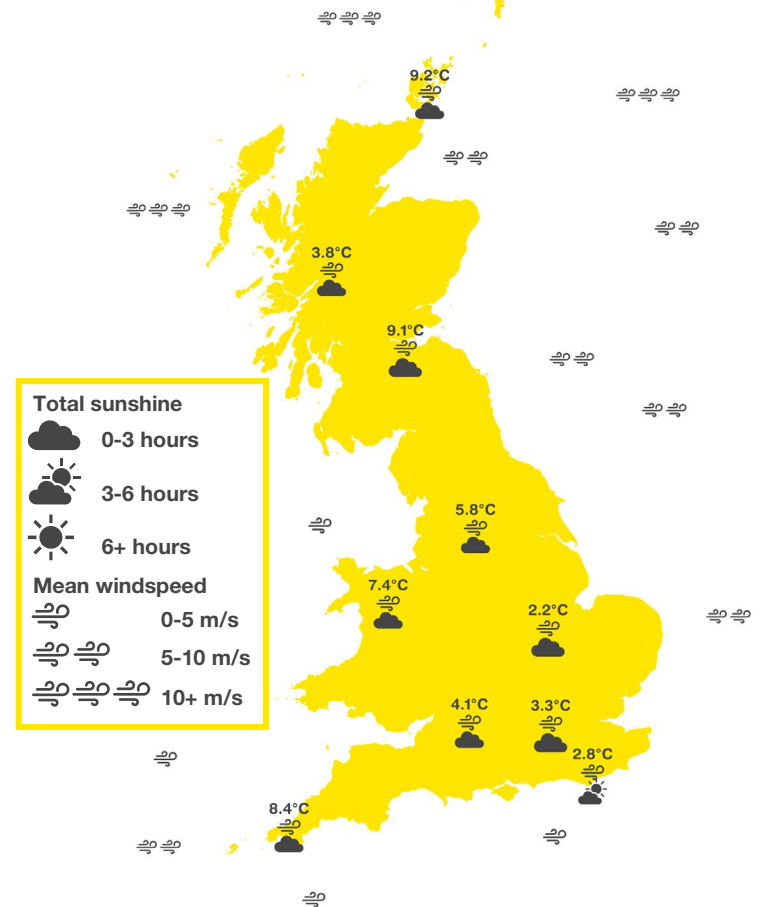 9.2°C
3.8°C
9.1°C
Total sunshine
0-3 hours
3-6 hours
6+ hours
Mean windspeed
0-5 m/s
5-10 m/s
10+ m/s
5.8°C
7.4°C
2.2°C
4.1°C
3.3°C
2.8°C
8.4°C